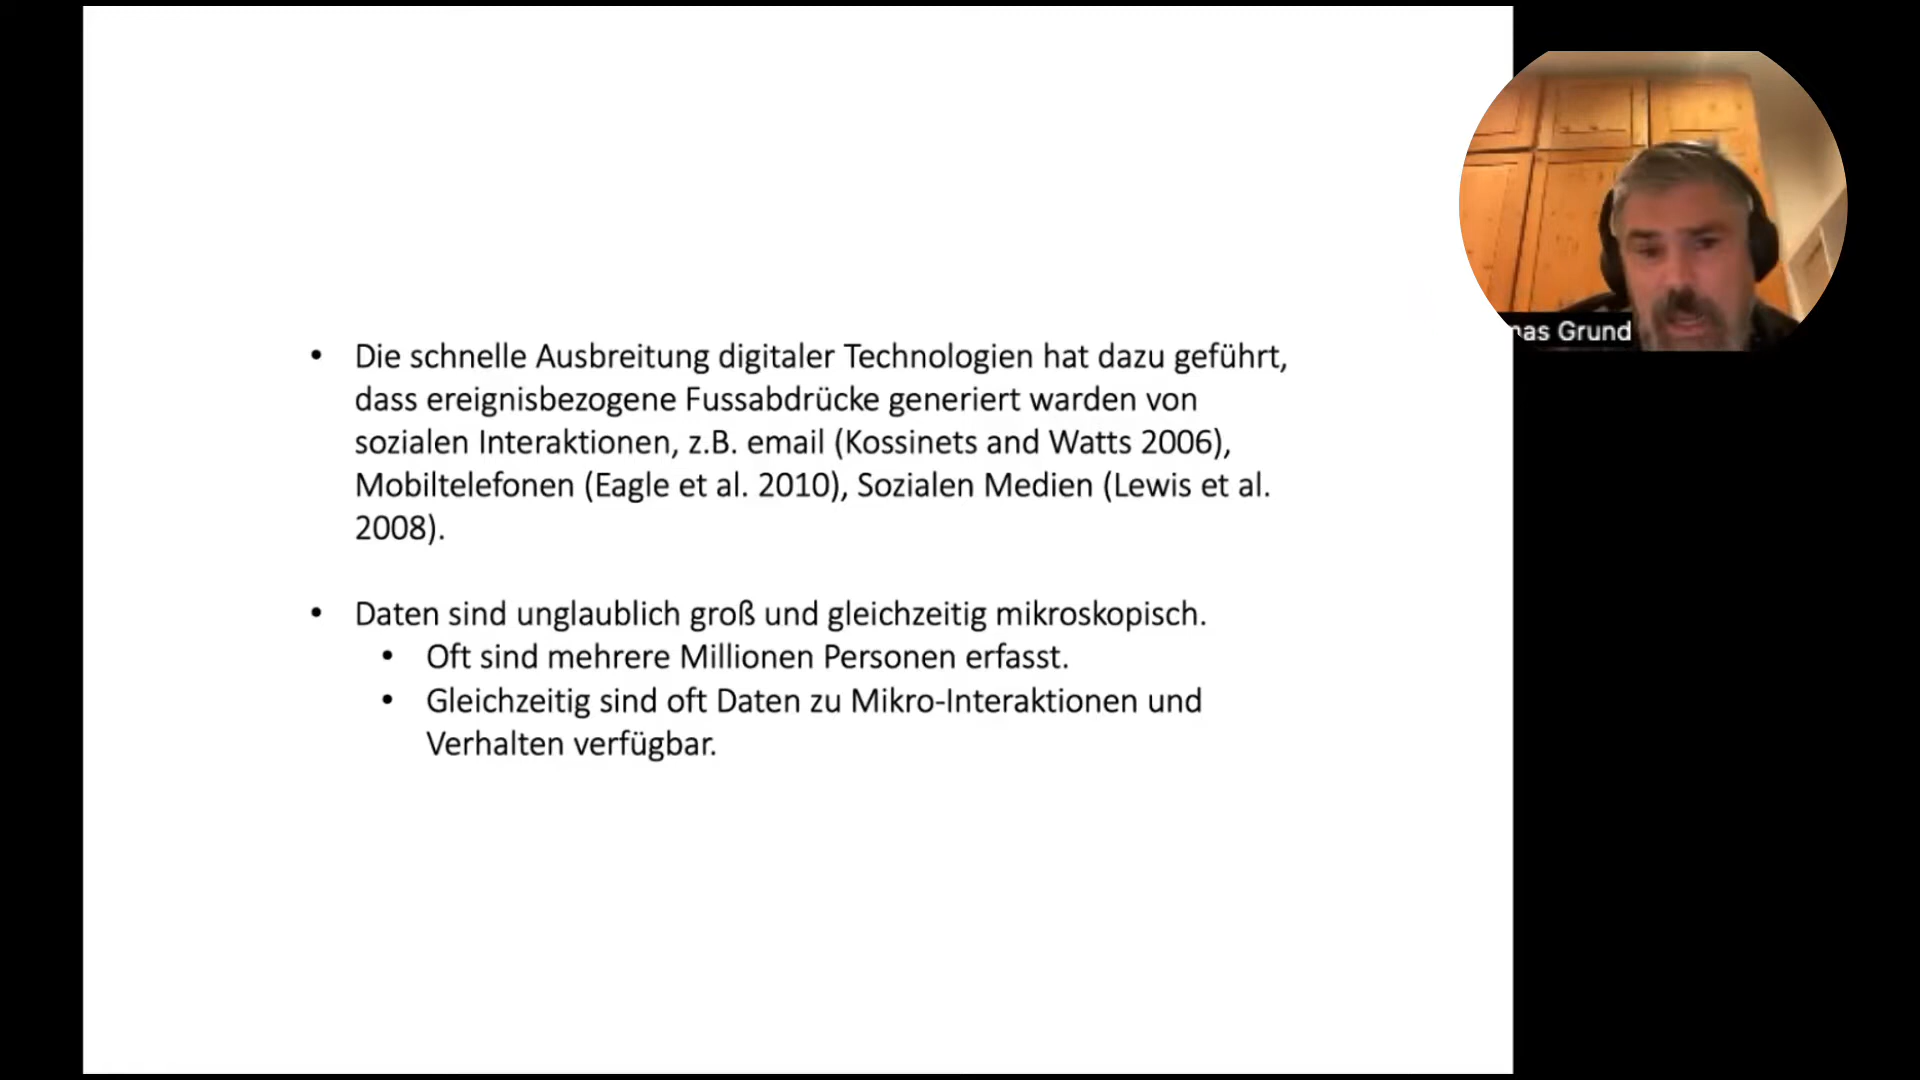 • Die schnelle Ausbreitung digitaler Technologien hat dazu geführt,
dass ereignisbezogene Fussabdrücke generiert warden von
sozialen Interaktionen, z.B. email (Kossinets and Watts 2006),
Mobiltelefonen (Eagle et al. 2010), Sozialen Medien (Lewis et al.
2008).
• Daten sind unglaublich groß und gleichzeitig mikroskopisch.
• Oft sind mehrere Millionen Personen erfasst.
• Gleichzeitig sind oft Daten zu Mikro-Interaktionen und
Verhalten verfügbar.
Grund